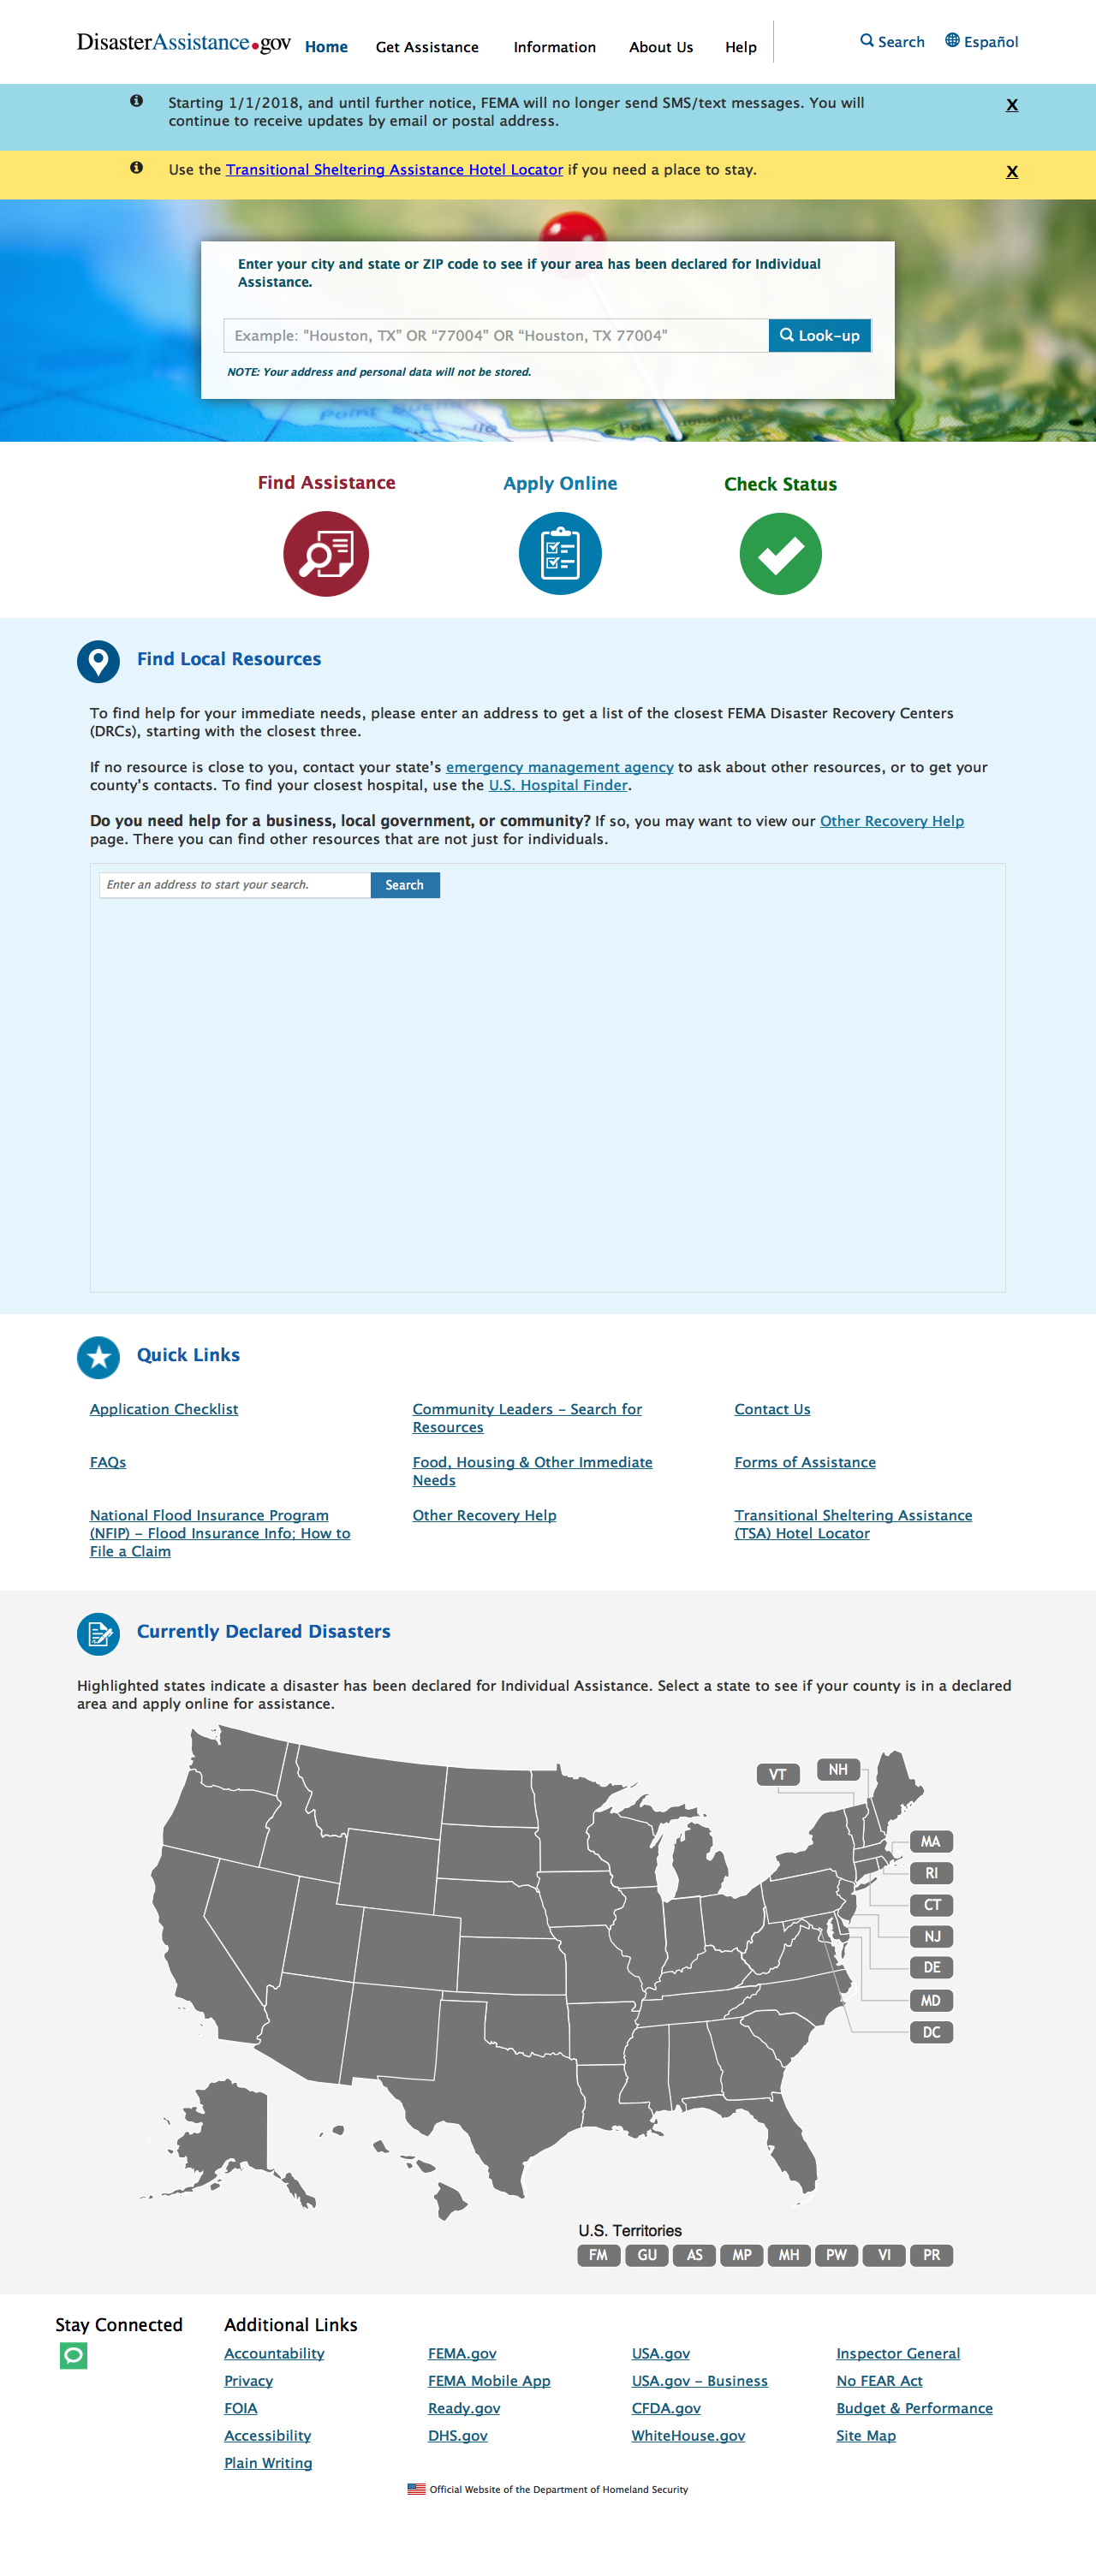 DisasterAssistance.gov Home Get Assistance Information About Us Help Search Español
Starting 1/1/2018, and until further notice, FEMA will no longer send SMS/text messages. You will
continue to receive updates by email or postal address.
X
Use the Transitional Sheltering Assistance Hotel Locator if you need a place to stay.
X
Enter your city and state or ZIP code to see if your area has been declared for Individual
Assistance.
Example: "Houston, TX" OR “77004” OR “Houston, TX 77004”
Look-up
NOTE: Your address and personal data will not be stored.
Find Assistance
Apply Online
Check Status
Find Local Resources
To find help for your immediate needs, please enter an address to get a list of the closest FEMA Disaster Recovery Centers
(DRCs), starting with the closest three.
If no resource is close to you, contact your state's emergency management agency to ask about other resources, or to get your
county's contacts. To find your closest hospital, use the U.S. Hospital Finder.
Do you need help for a business, local government, or community? If so, you may want to view our Other Recovery Help
page. There you can find other resources that are not just for individuals.
Enter an address to start your search.
Search
Quick Links
Application Checklist
Community Leaders - Search for
Resources
Contact Us
FAQs
Food, Housing & Other Immediate
Needs
Forms of Assistance
National Flood Insurance Program
(NFIP) - Flood Insurance Info; How to
File a Claim
Other Recovery Help
Transitional Sheltering Assistance
(TSA) Hotel Locator
Currently Declared Disasters
Highlighted states indicate a disaster has been declared for Individual Assistance. Select a state to see if your county is in a declared
area and apply online for assistance.
VT
NH
MA
RI
CT
NJ
DE
MD
DC
U.S. Territories
FM GU AS MP MH PW VI PR
Stay Connected
Additional Links
Accountability
Privacy
FOIA
Accessibility
Plain Writing
FEMA.gov
FEMA Mobile App
Ready.gov
DHS.gov
USA.gov
USA.gov - Business
CFDA.gov
WhiteHouse.gov
Inspector General
No FEAR Act
Budget & Performance
Site Map
Official Website of the Department of Homeland Security